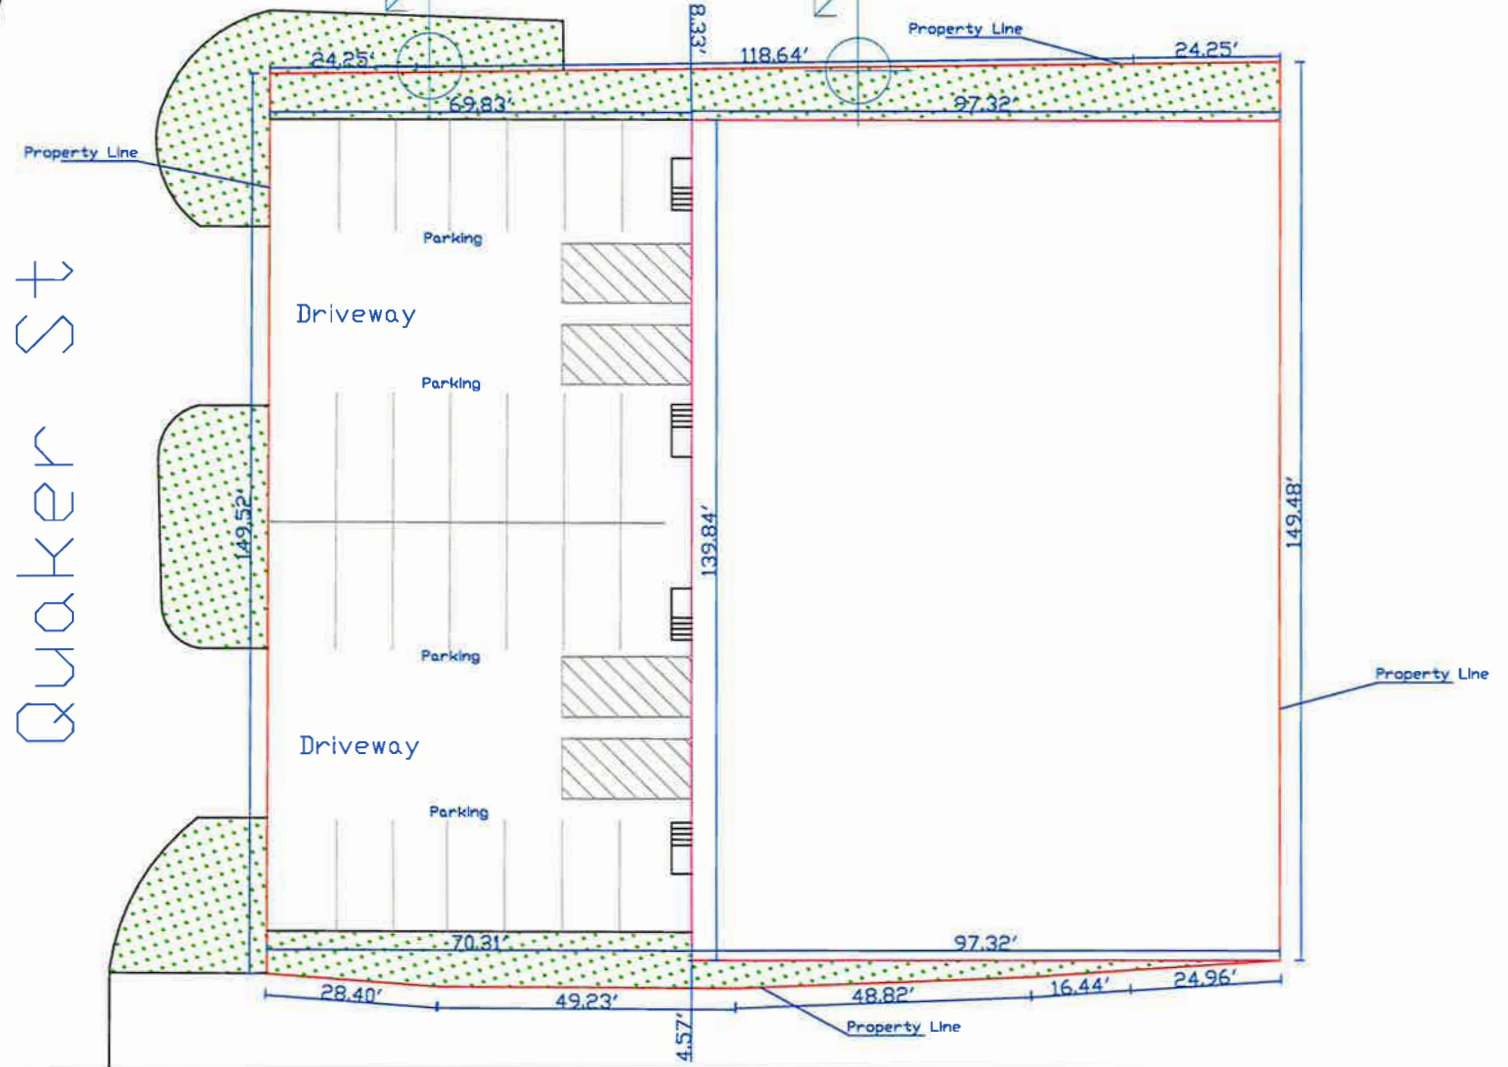 8.33'
Property Line
24.25'
118.64'
24.25'
69.83'
97.32'
Property Line
Parking
Driveway
Parking
Quaker St
149.52'
139.84'
149.48'
Parking
Property Line
Driveway
Parking
70.31'
97.32'
28.40'
49.23'
48.82'
16.44'
24.96'
4.57'
Property Line